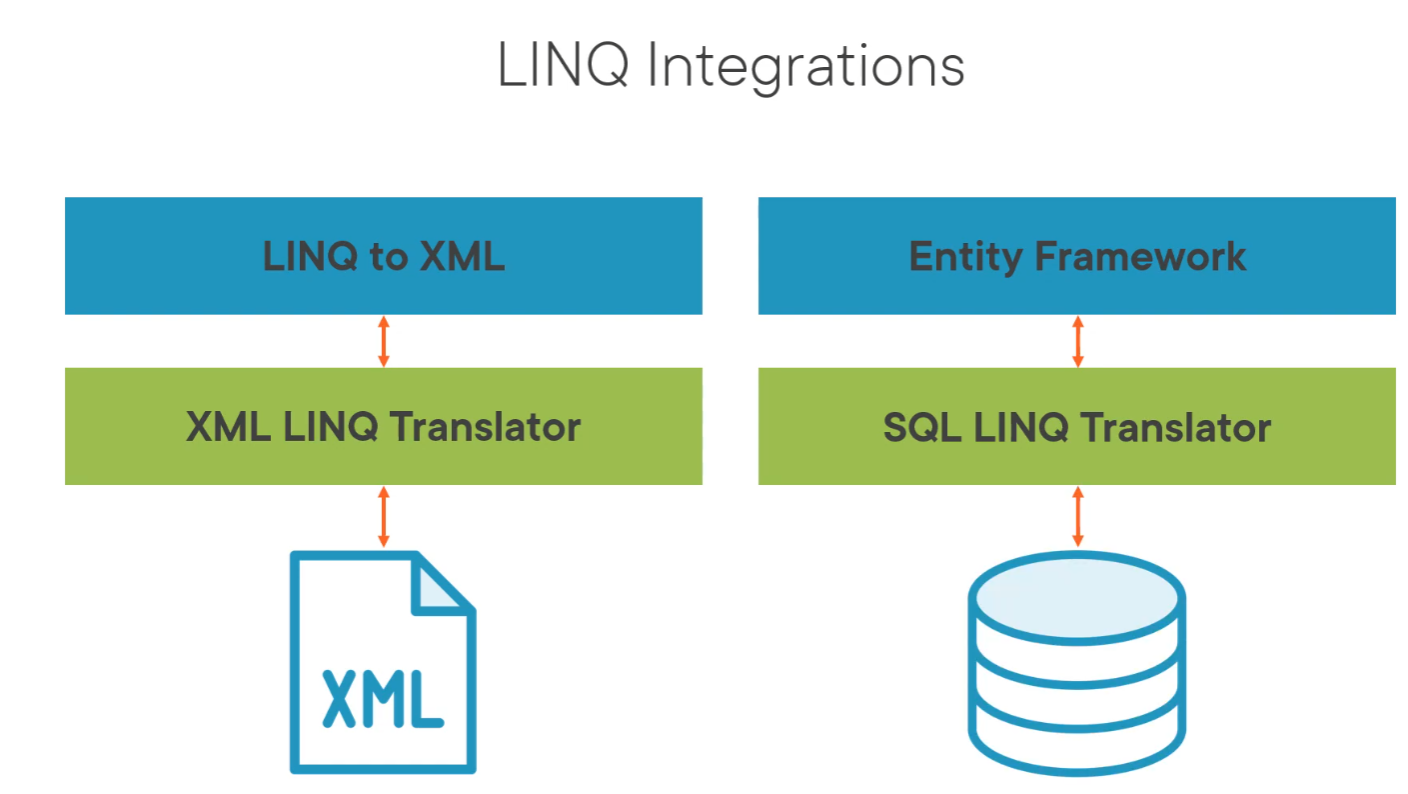 LINQ Integrations
LINQ to XML
Entity Framework
XML LINQ Translator
SQL LINQ Translator
XML